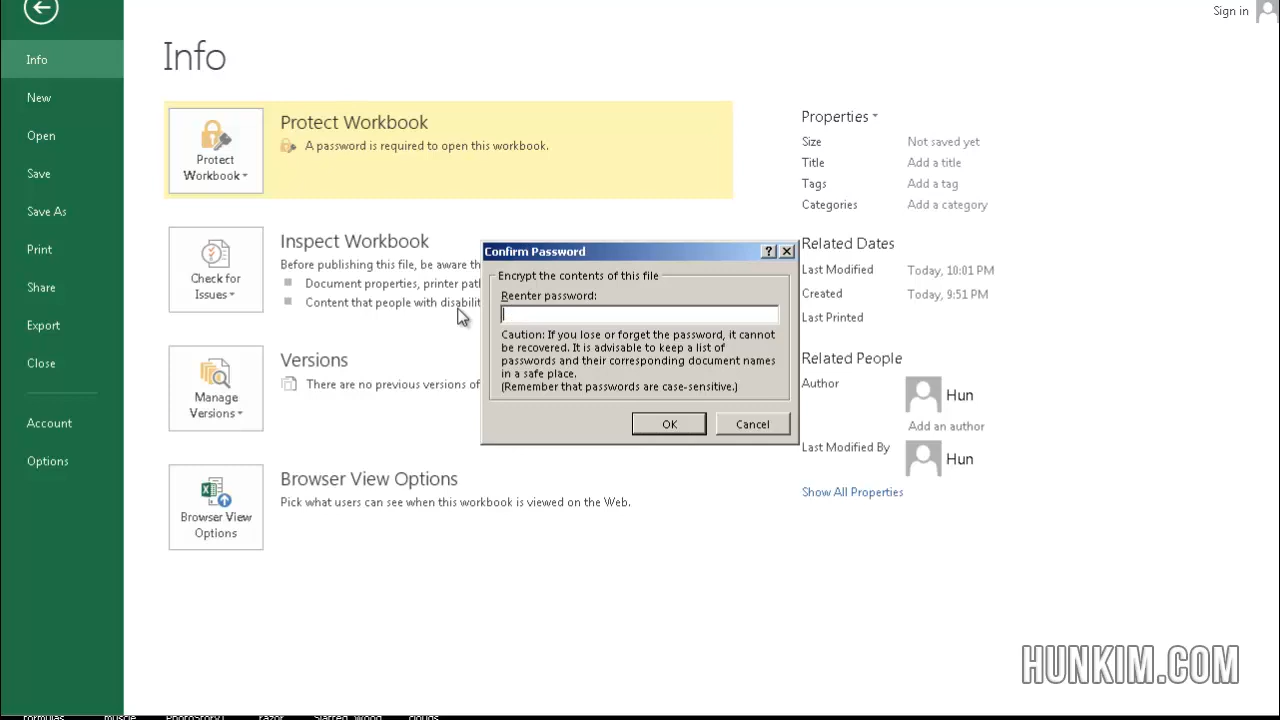 Sign in
Info
Info
New
Open
Save
Save As
Print
Share
Export
Close
Account
Options
Protect Workbook
Protect Workbook
A password is required to open this workbook.
Check for Issues
Inspect Workbook
Before publishing this file, be aware
Document properties, printer
Content that people with
Manage Versions
Versions
There are no previous versions of
Browser View Options
Browser View Options
Pick what users can see when this workbook is viewed on the Web.
Confirm Password
Encrypt the contents of this file
Reenter password:
Caution: If you lose or forget the password, it cannot
be recovered. It is advisable to keep a list of
passwords and their corresponding document names
in a safe place.
(Remember that passwords are case-sensitive.)
OK Cancel
Properties
Size Not saved yet
Title Add a title
Tags Add a tag
Categories Add a category
Related Dates
Last Modified Today, 10:01 PM
Created Today, 9:51 PM
Last Printed
Related People
Author Hun
Add an author
Last Modified By Hun
Show All Properties
HUNKIM.COM